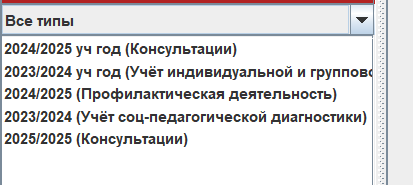 Все типы
2024/2025 уч год (Консультации)
2023/2024 уч год (Учёт индивидуальной и группово
2024/2025 (Профилактическая деятельность)
2023/2024 (Учёт соц-педагогической диагностики)
2025/2025 (Консультации)